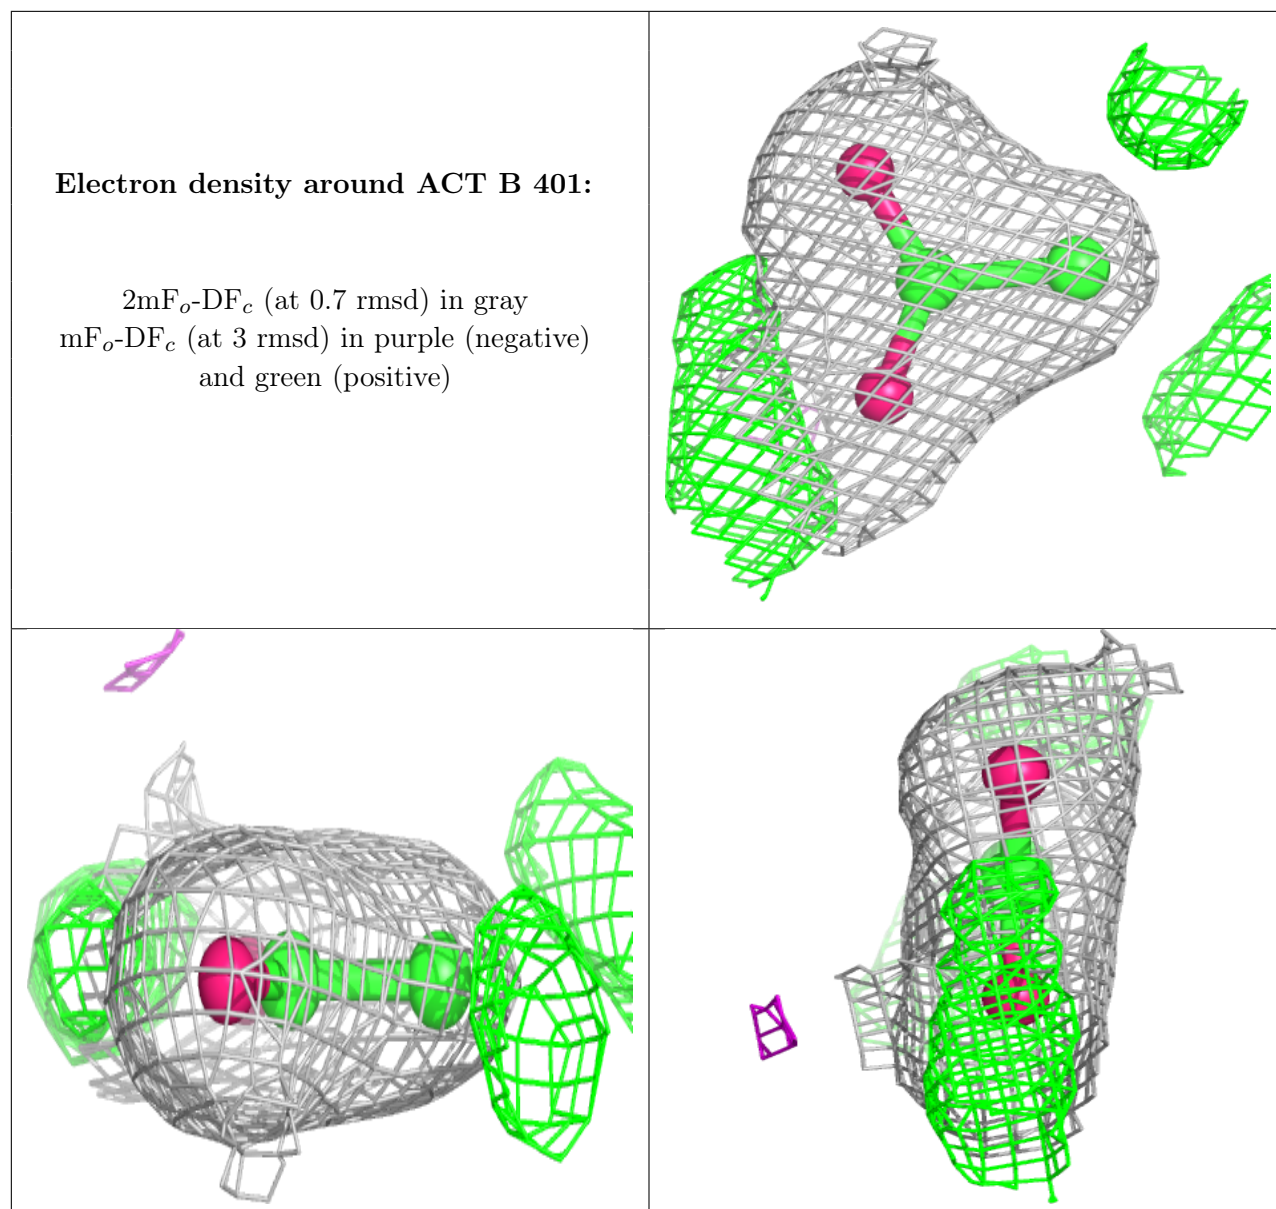 Electron density around ACT B 401:
2mFo-DFc (at 0.7 rmsd) in gray
mFo-DFc (at 3 rmsd) in purple (negative)
and green (positive)